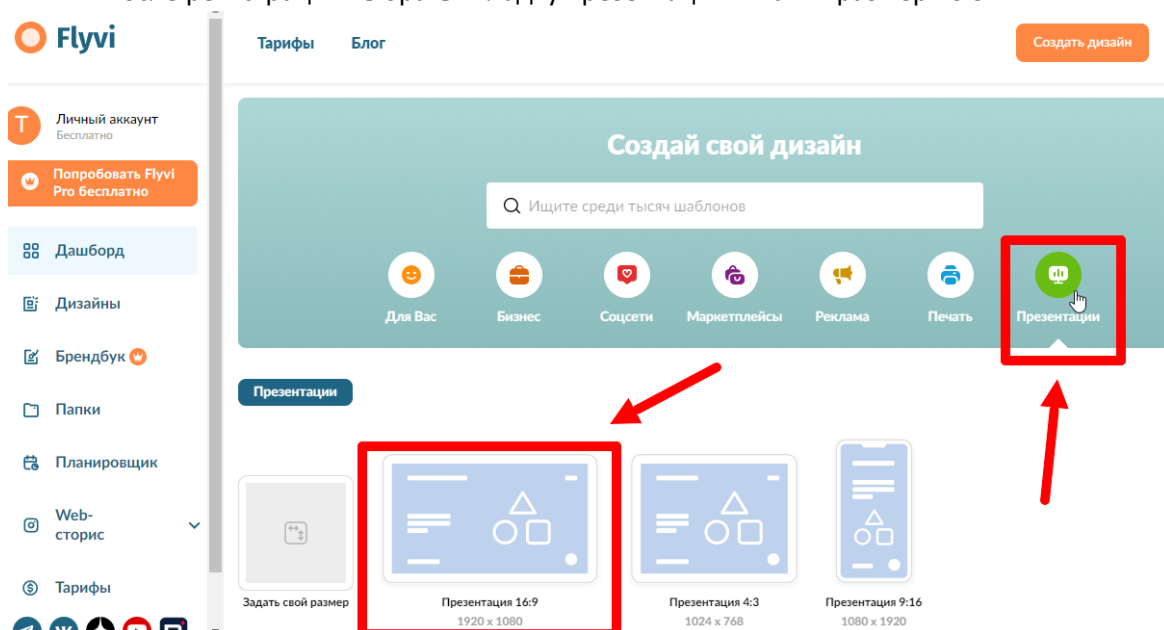 Flyvi
Тарифы
Блог
Создать дизайн
Т
Личный аккаунт
Бесплатно
Попробовать Flyvi
Pro бесплатно
Дашборд
Дизайны
Брендбук
Папки
Планировщик
Web-
сторис
Тарифы
Создай свой дизайн
Ищите среди тысяч шаблонов
Для Вас
Бизнес
Соцсети
Маркетплейсы
Реклама
Печать
Презентации
Презентации
Задать свой размер
Презентация 16:9
1920 x 1080
Презентация 4:3
1024 x 768
Презентация 9:16
1080 x 1920